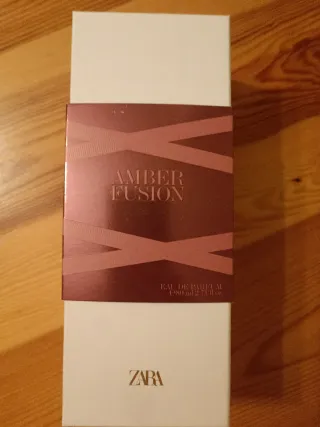 AMBER
FUSION
EAU DE PARFUM
ZARA